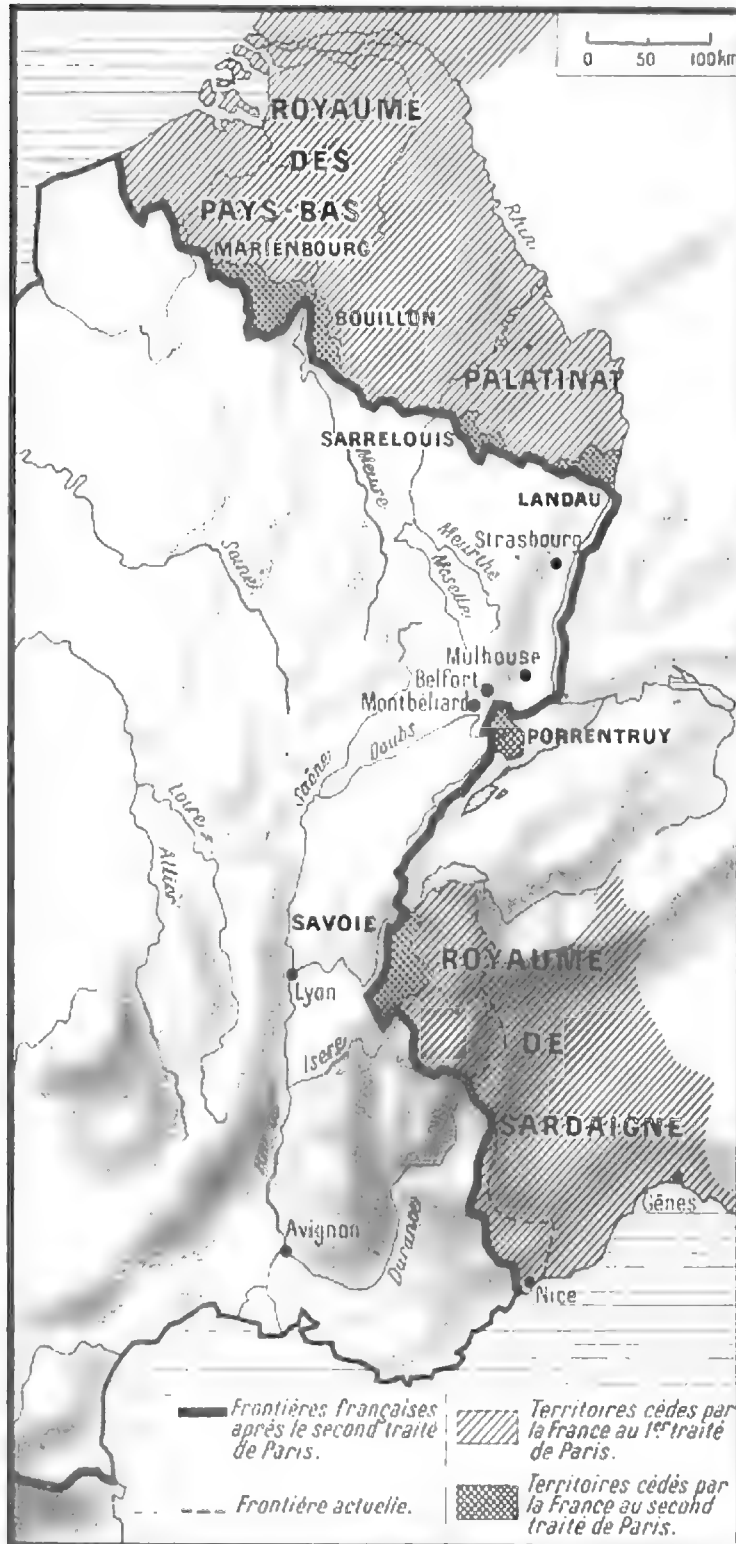 0 50 100km
ROYAUME
DES
PAYS-BAS
MARIENBOURG
BOUILLON
Rhin
PALATINAT
SARRELOUIS
Meuse
LANDAU
Strasbourg
Meurthe
Moselle
Seine
Mulhouse
Belfort
Montbéliard
PORRENTRUY
Doubs
Saône
Loire
Allier
SAVOIE
ROYAUME
Lyon
DE
Isère
SARDAIGNE
Gênes
Avignon
Durance
Nice
Frontières françaises
après le second traité
de Paris.
Frontière actuelle.
Territoires cédés par
la France au 1er traité
de Paris.
Territoires cédés par
la France au second
traité de Paris.